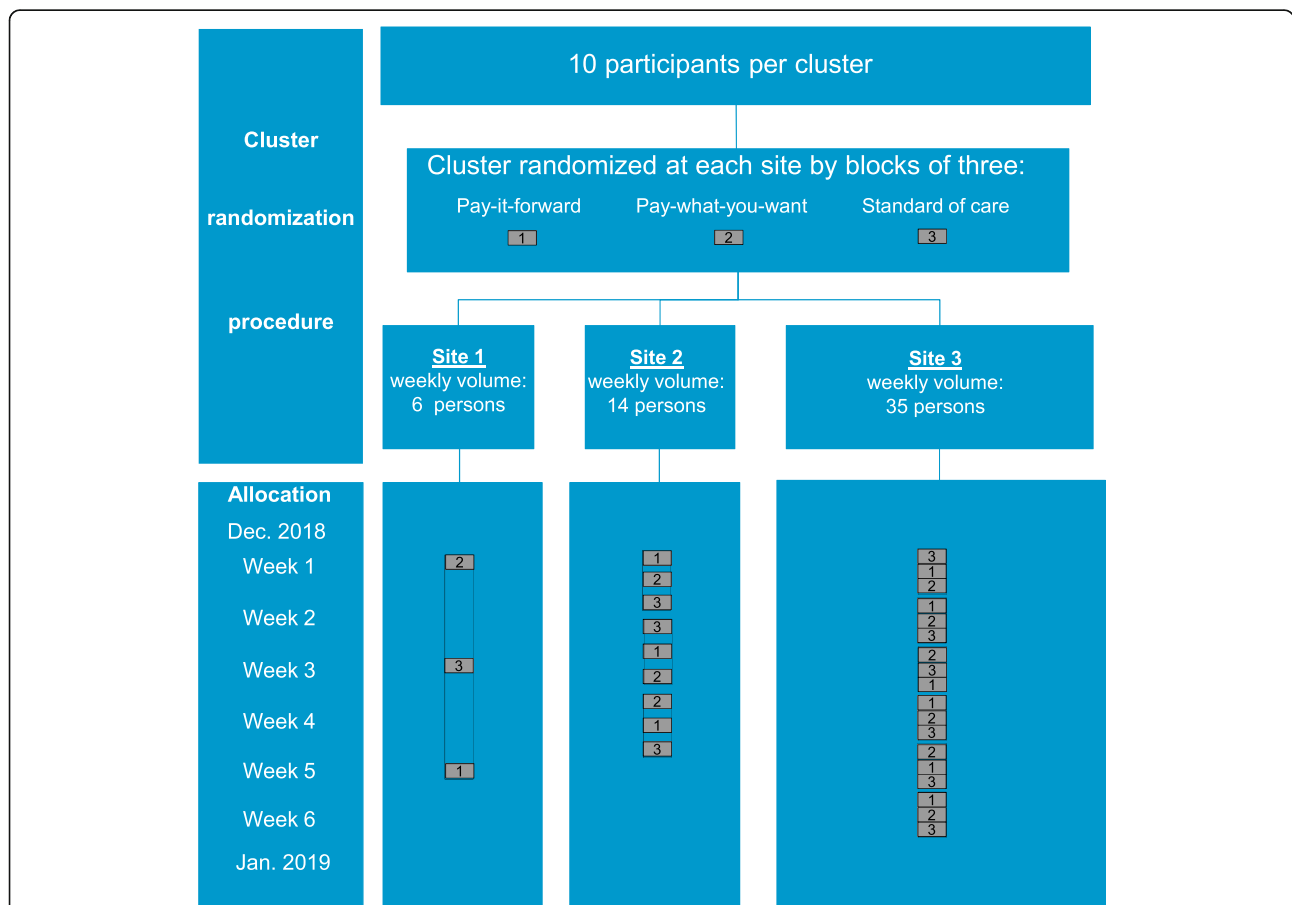 10 participants per cluster
Cluster
randomization
procedure
Cluster randomized at each site by blocks of three:
Pay-it-forward Pay-what-you-want Standard of care
1 2 3
Site 1
weekly volume:
6 persons
Site 2
weekly volume:
14 persons
Site 3
weekly volume:
35 persons
Allocation
Dec. 2018
Week 1
Week 2
Week 3
Week 4
Week 5
Week 6
Jan. 2019
2
3
1
1
2
3
3
1
2
2
1
3
3
1
2
1
2
3
2
3
1
1
2
3
2
1
3
1
2
3